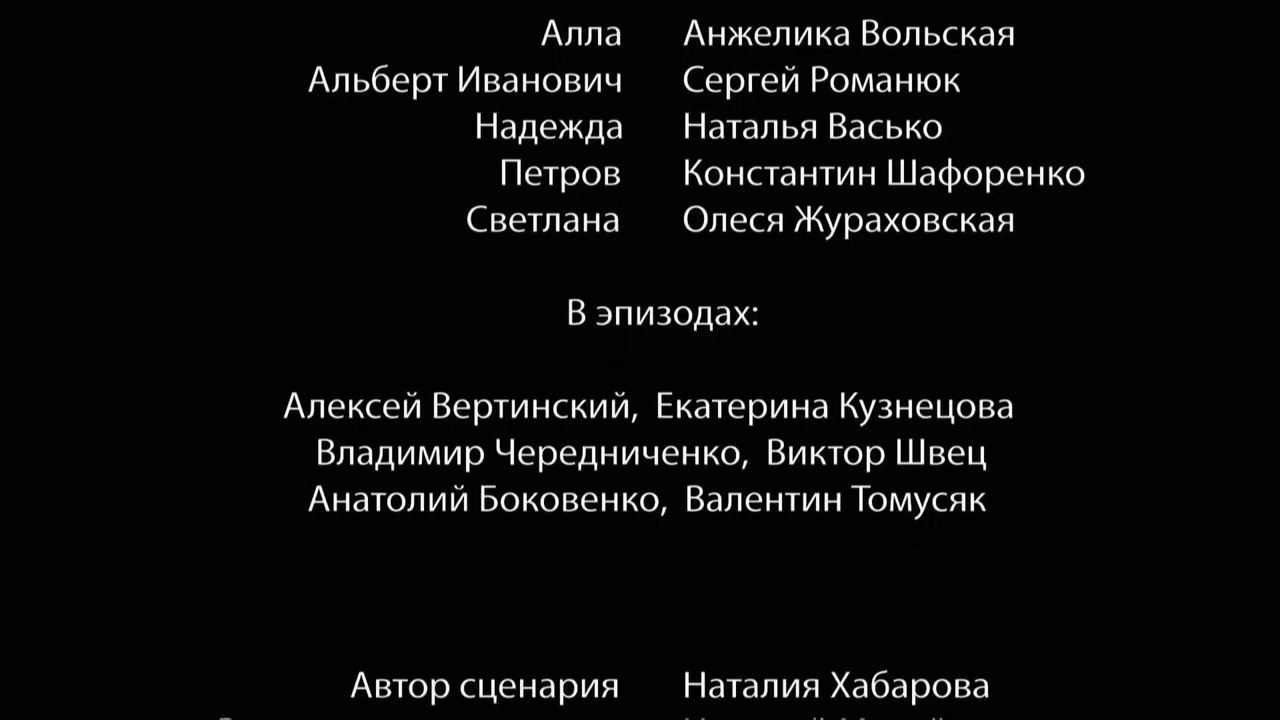 Алла Анжелика Вольская
Альберт Иванович Сергей Романюк
Надежда Наталья Васько
Петров Константин Шафоренко
Светлана Олеся Жураховская
В эпизодах:
Алексей Вертинский, Екатерина Кузнецова
Владимир Чередниченко, Виктор Швец
Анатолий Боковенко, Валентин Томусяк
Автор сценария Наталия Хабарова